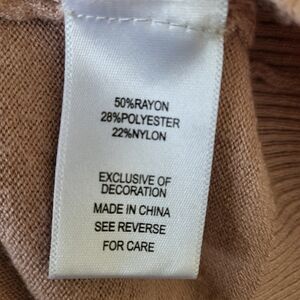 50%RAYON
28%POLYESTER
22%NYLON
EXCLUSIVE OF
DECORATION
MADE IN CHINA
SEE REVERSE
FOR CARE